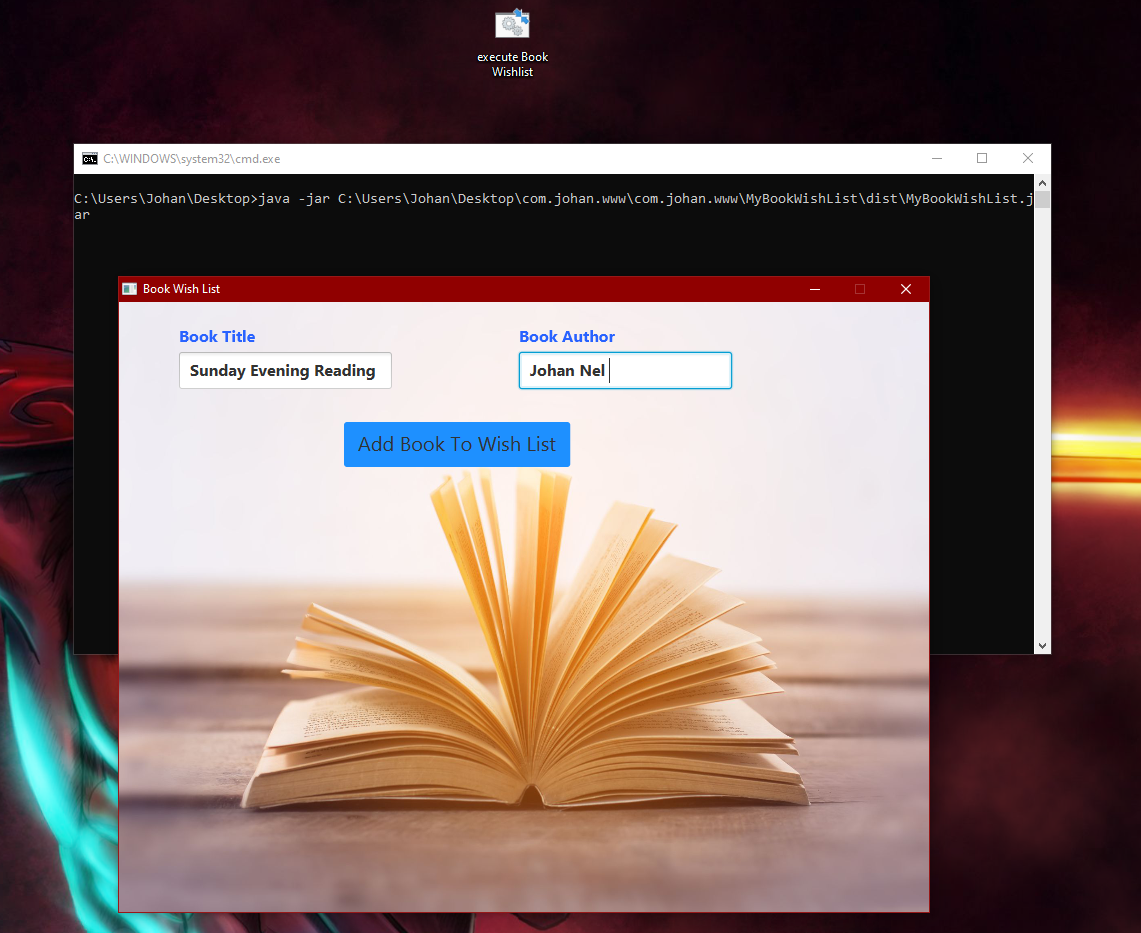 execute Book
Wishlist
C:\WINDOWS\system32\cmd.exe
C:\Users\Johan\Desktop>java -jar C:\Users\Johan\Desktop\com.johan.www\com.johan.www\MyBookWishList\dist\MyBookWishList.j
ar
Book Wish List
Book Title
Book Author
Sunday Evening Reading
Johan Nel
Add Book To Wish List